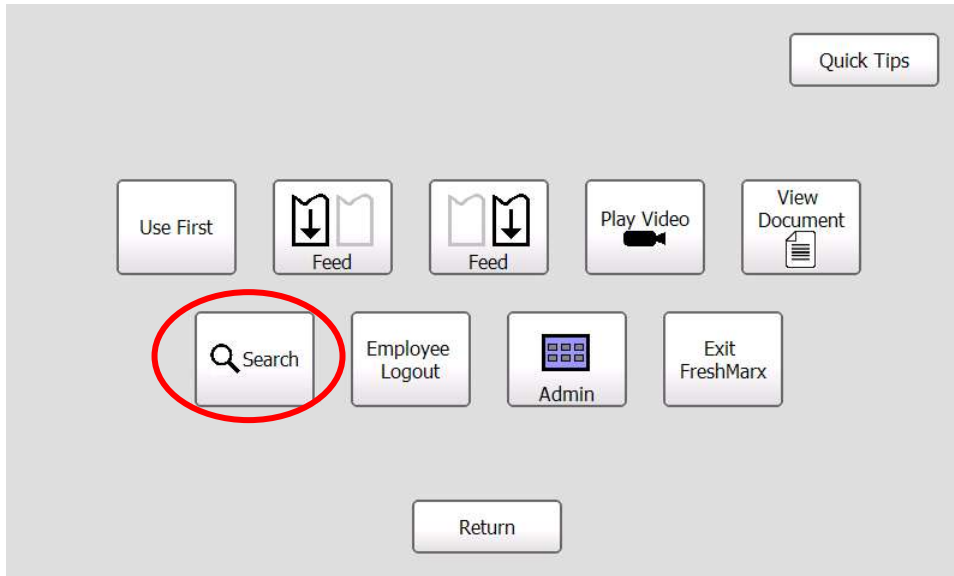 Quick Tips
Use First
Feed
Feed
Play Video
View
Document
Search
Employee
Logout
Admin
Exit
FreshMarx
Return